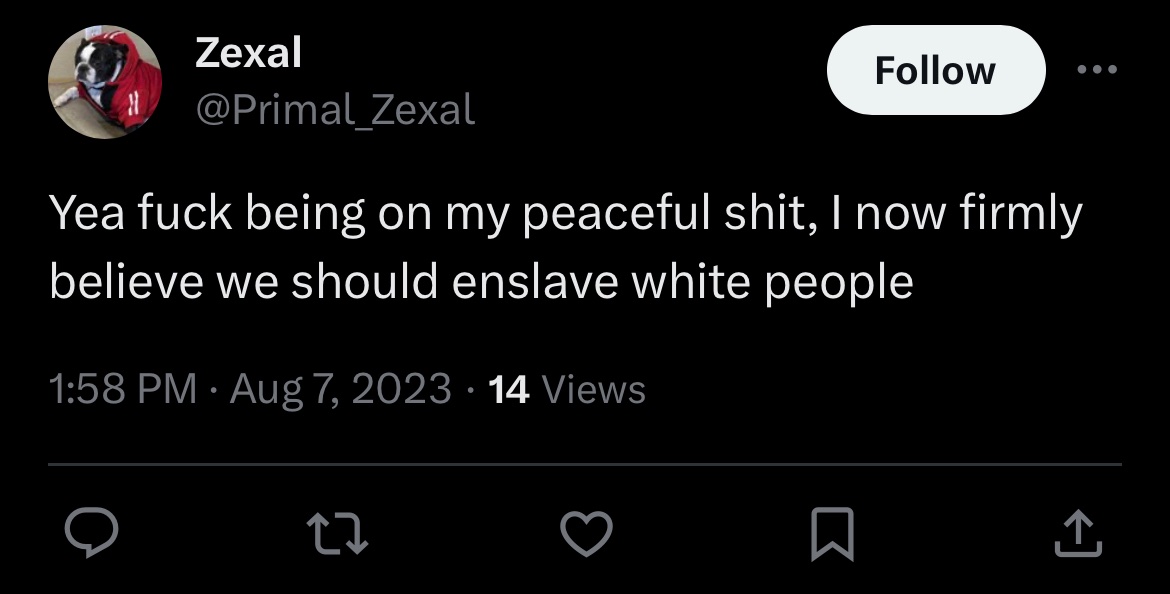 Zexal
@Primal_Zexal
Follow
Yea fuck being on my peaceful shit, I now firmly
believe we should enslave white people
1:58 PM · Aug 7, 2023 · 14 Views